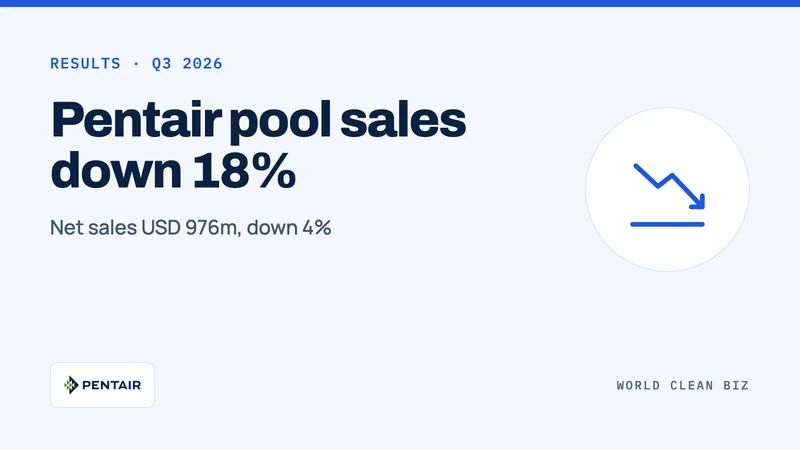 RESULTS · Q3 2026
Pentair pool sales
down 18%
Net sales USD 976m, down 4%
PENTAIR
WORLD CLEAN BIZ